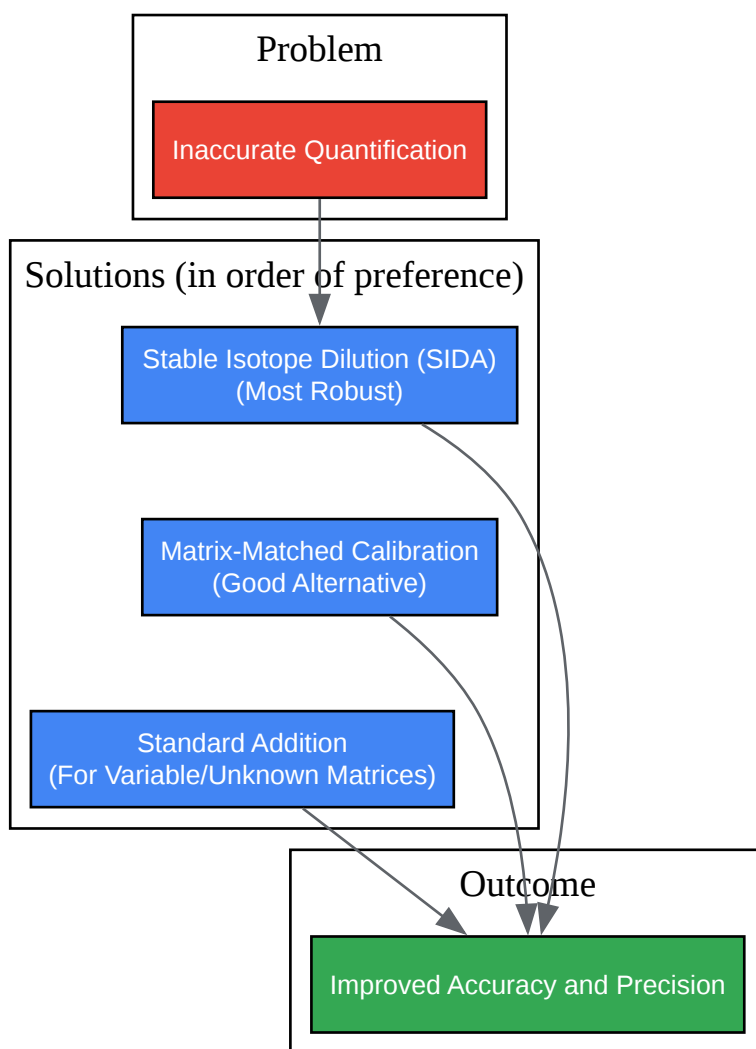 Problem
Inaccurate Quantification
Solutions (in order of preference)
Stable Isotope Dilution (SIDA)
(Most Robust)
Matrix-Matched Calibration
(Good Alternative)
Standard Addition
(For Variable/Unknown Matrices)
Outcome
Improved Accuracy and Precision